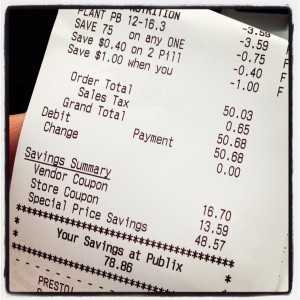 NUTRITION -3.59
PLANT PB 12-16.3 -3.59 F
SAVE 75 on any ONE -0.75 F
Save $0.40 on 2 Pill -0.40
Save $1.00 when you -1.00 F
Order Total 50.03
Sales Tax 0.65
Grand Total 50.68
Debit Payment 50.68
Change 0.00
Savings Summary
Vendor Coupon 16.70
Store Coupon 13.59
Special Price Savings 48.57
************************
Your Savings at Publix
78.86
************************
PRESTO